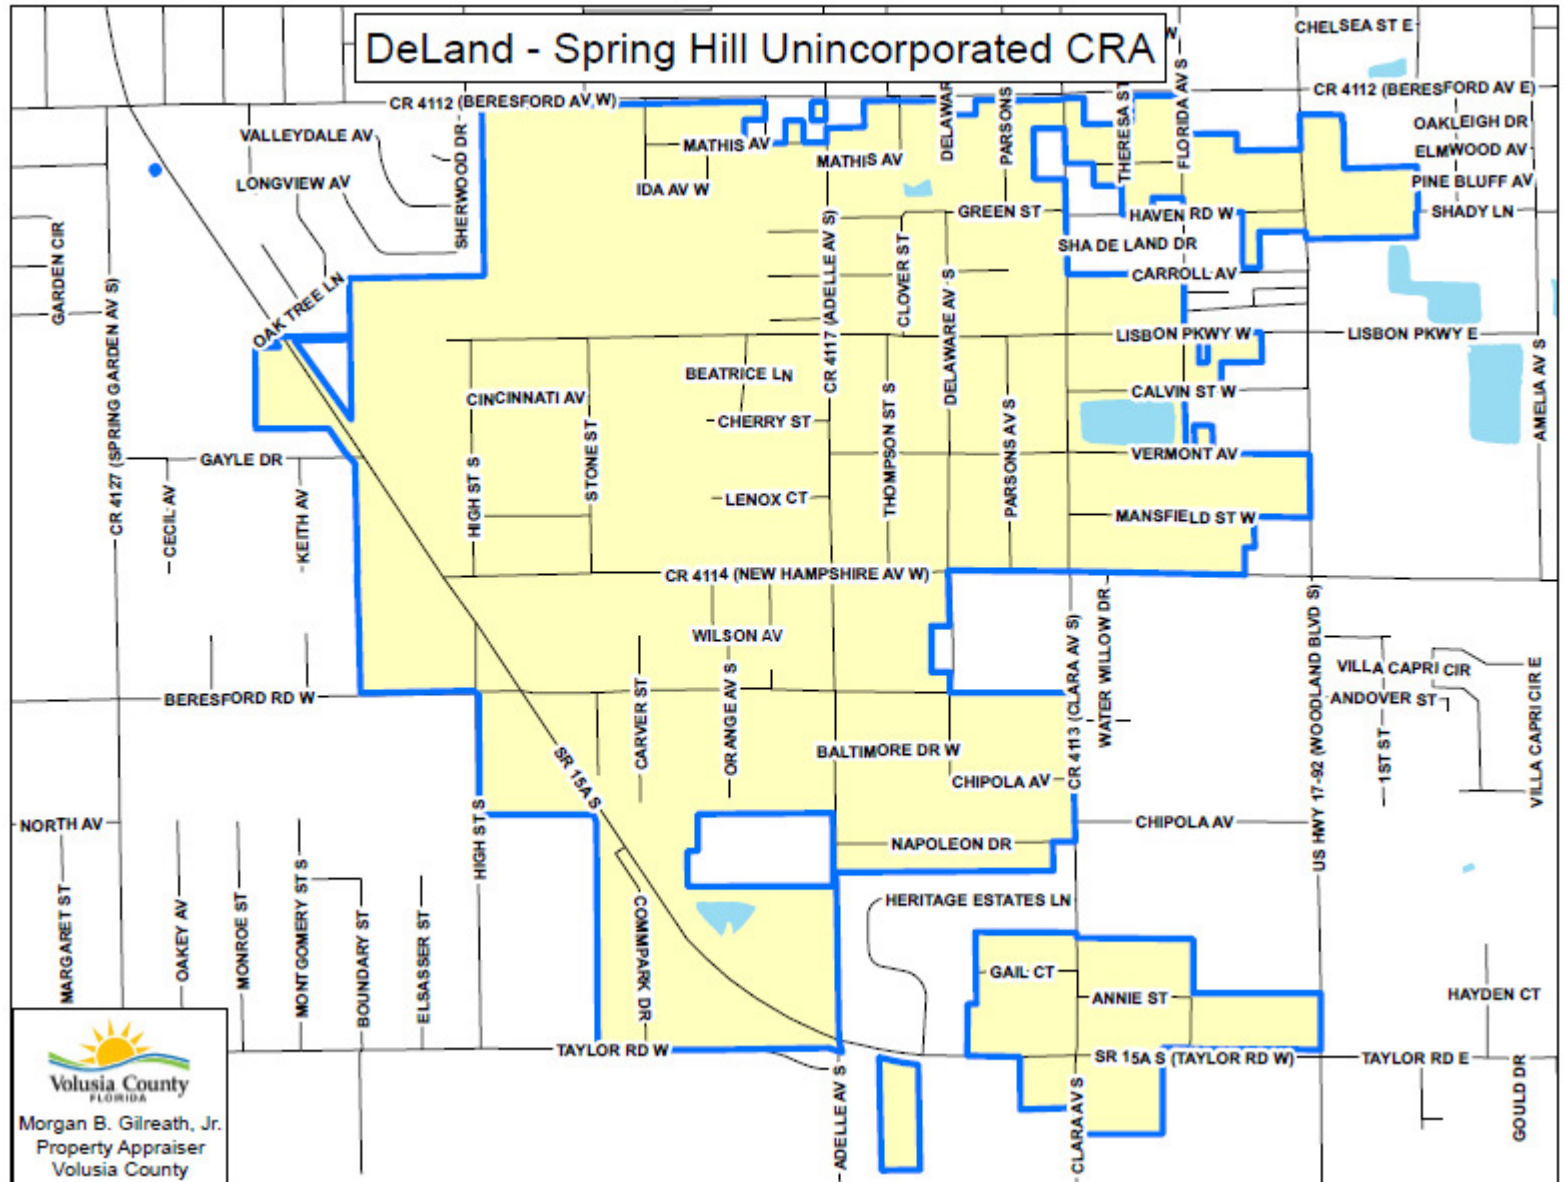 DeLand - Spring Hill Unincorporated CRA
W
CHELSEA ST E
CR 4112 (BERESFORD AV W)
CR 4112 (BERESFORD AV E)
VALLEYDALE AV
LONGVIEW AV
SHERWOOD DR
MATHIS AV
IDA AV W
MATHIS AV
DELAWAR
PARSONS
THERESA ST
FLORIDA AV S
OAKLEIGH DR
ELMWOOD AV
PINE BLUFF AV
SHADY LN
GREEN ST
HAVEN RD W
SHA DE LAND DR
CARROLL AV
GARDEN CIR
CR 4127 (SPRING GARDEN AV S)
OAK TREE LN
CR 4117 (ADELLE AV S)
CLOVER ST
DELAWARE AV S
LISBON PKWY W
LISBON PKWY E
AMELIA AV S
BEATRICE LN
CINCINNATI AV
CHERRY ST
CALVIN ST W
HIGH ST S
STONE ST
THOMPSON ST S
PARSONS AV S
GAYLE DR
VERMONT AV
CECIL AV
KEITH AV
LENOX CT
MANSFIELD ST W
CR 4114 (NEW HAMPSHIRE AV W)
WILSON AV
CR 4113 (CLARA AV S)
WATER WILLOW DR
US HWY 17-92 (WOODLAND BLVD S)
VILLA CAPRI CIR
ANDOVER ST
1ST ST
VILLA CAPRI CIR E
BERESFORD RD W
CARVER ST
ORANGE AV S
BALTIMORE DR W
CHIPOLA AV
SR 15A S
NORTH AV
HIGH ST S
CHIPOLA AV
NAPOLEON DR
MARGARET ST
OAKEY AV
MONROE ST
MONTGOMERY ST S
BOUNDARY ST
ELSASSER ST
COMMPARK DR
HERITAGE ESTATES LN
GAIL CT
ANNIE ST
HAYDEN CT
TAYLOR RD W
SR 15A S (TAYLOR RD W)
TAYLOR RD E
ADELLE AV S
CLARA AV S
GOULD DR
Volusia County
FLORIDA
Morgan B. Gilreath, Jr.
Property Appraiser
Volusia County